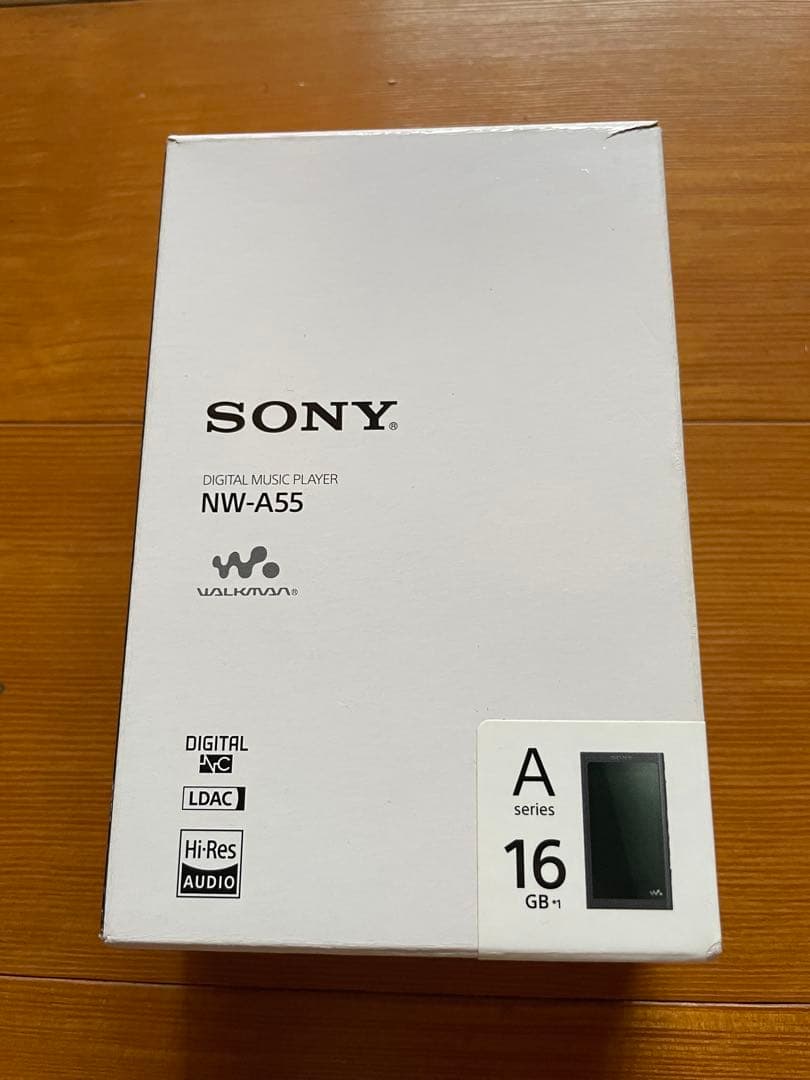 SONY®
DIGITAL MUSIC PLAYER
NW-A55
WALKMAN®
DIGITAL
NC
LDAC
Hi-Res
AUDIO
A
series
16
GB *1
SONY